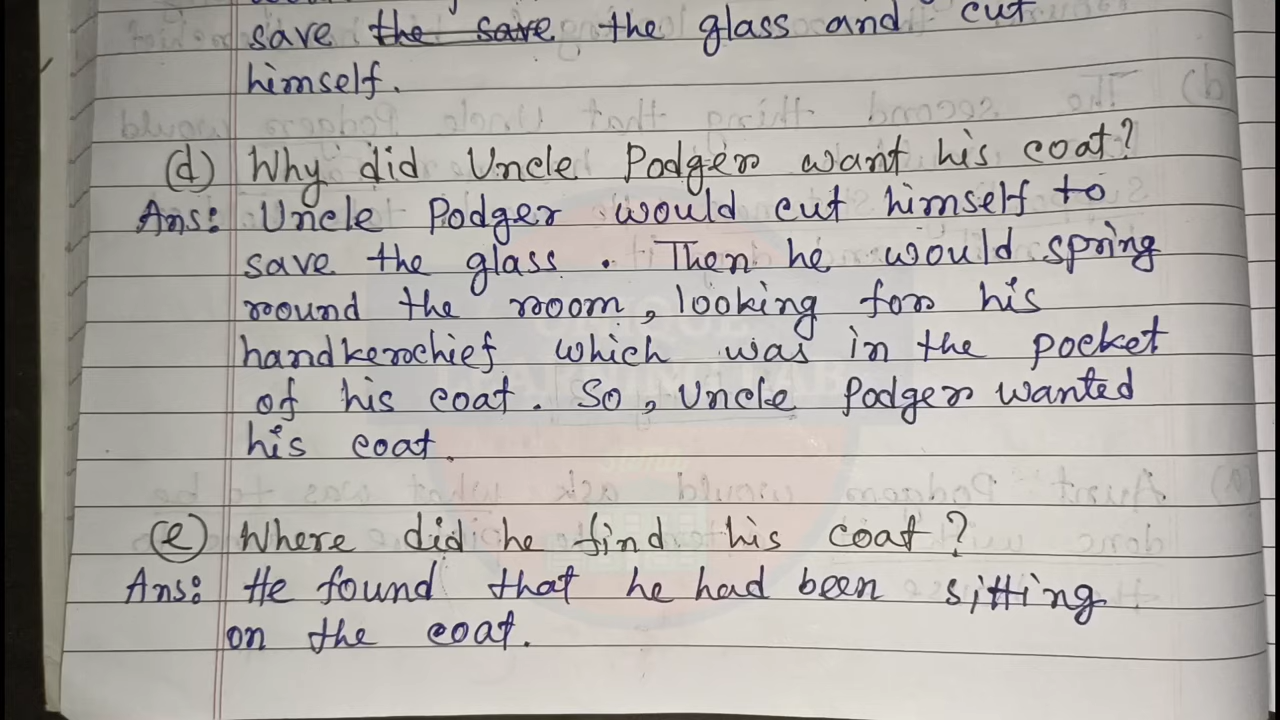 save the save the glass and cut
himself.
(d) Why did Uncle Podger want his coat?
Ans: Uncle Podger would cut himself to
save the glass. Then he would spring
round the room, looking for his
handkerchief which was in the pocket
of his coat. So, Uncle Podger wanted
his coat.
(e) Where did he find his coat?
Ans: He found that he had been sitting
on the coat.